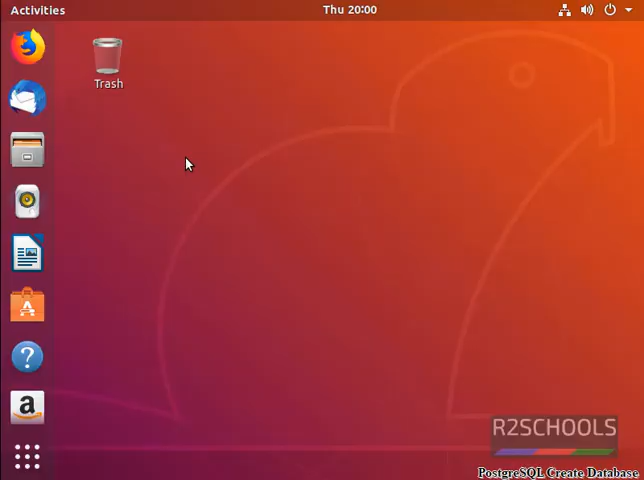 Activities
Thu 20:00
Trash
R2SCHOOLS
PostgreSQL Create Database